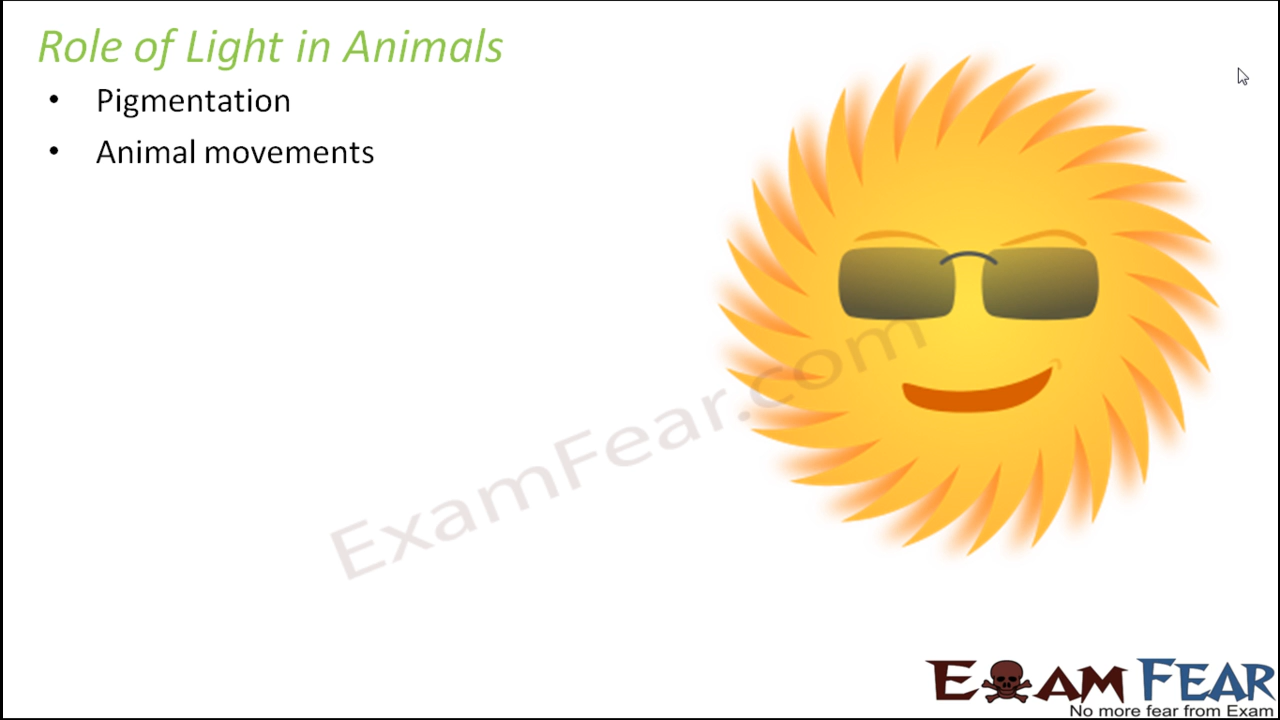 Role of Light in Animals
• Pigmentation
• Animal movements
ExamFear.com
EXAM FEAR
No more fear from Exam